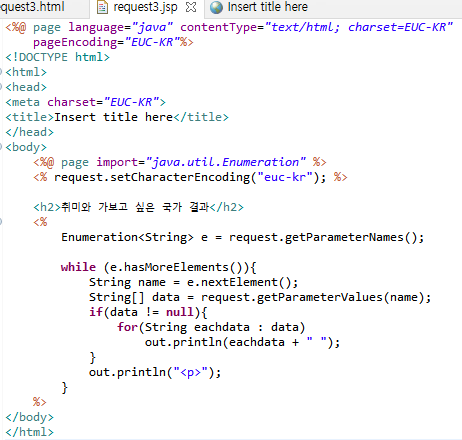 request3.html request3.jsp Insert title here
<%@ page language="java" contentType="text/html; charset=EUC-KR"
    pageEncoding="EUC-KR"%>
<!DOCTYPE html>
<html>
<head>
<meta charset="EUC-KR">
<title>Insert title here</title>
</head>
<body>
    <%@ page import="java.util.Enumeration" %>
    <% request.setCharacterEncoding("euc-kr"); %>
    <h2>취미와 가보고 싶은 국가 결과</h2>
    <%
        Enumeration<String> e = request.getParameterNames();
        while (e.hasMoreElements()){
            String name = e.nextElement();
            String[] data = request.getParameterValues(name);
            if(data != null){
                for(String eachdata : data)
                    out.println(eachdata + " ");
            }
            out.println("<p>");
        }
    %>
</body>
</html>